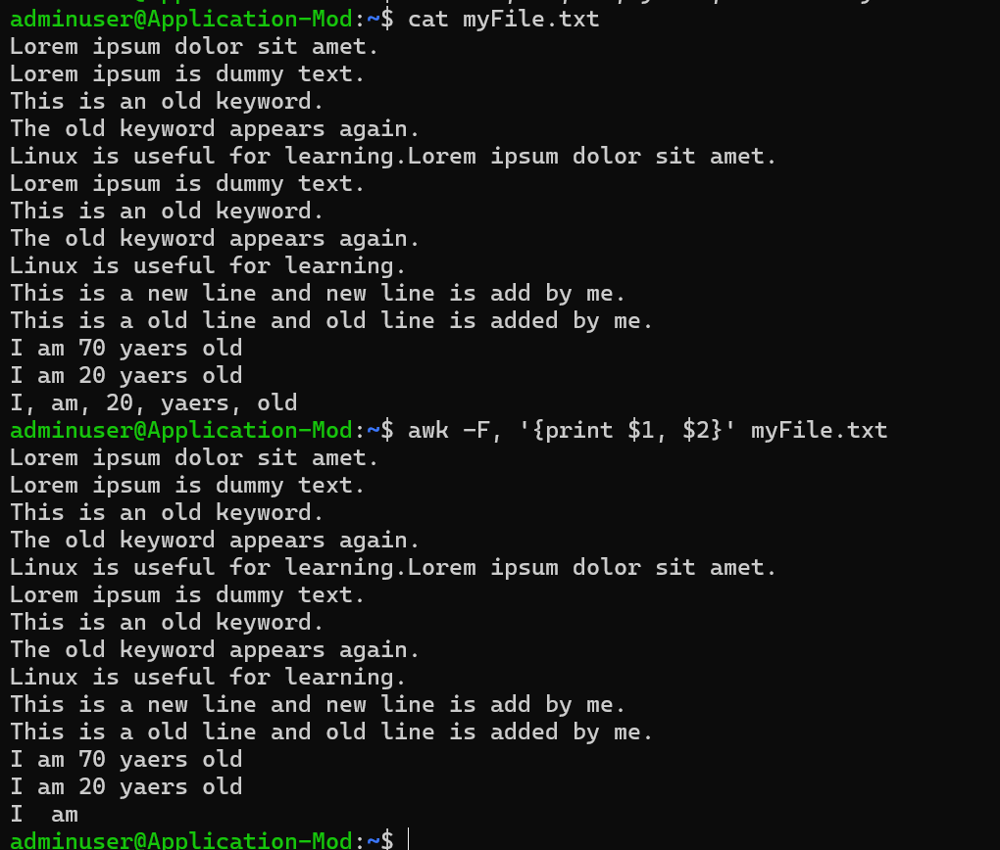 adminuser@Application-Mod:~$ cat myFile.txt
Lorem ipsum dolor sit amet.
Lorem ipsum is dummy text.
This is an old keyword.
The old keyword appears again.
Linux is useful for learning.Lorem ipsum dolor sit amet.
Lorem ipsum is dummy text.
This is an old keyword.
The old keyword appears again.
Linux is useful for learning.
This is a new line and new line is add by me.
This is a old line and old line is added by me.
I am 70 yaers old
I am 20 yaers old
I, am, 20, yaers, old
adminuser@Application-Mod:~$ awk -F, '{print $1, $2}' myFile.txt
Lorem ipsum dolor sit amet.
Lorem ipsum is dummy text.
This is an old keyword.
The old keyword appears again.
Linux is useful for learning.Lorem ipsum dolor sit amet.
Lorem ipsum is dummy text.
This is an old keyword.
The old keyword appears again.
Linux is useful for learning.
This is a new line and new line is add by me.
This is a old line and old line is added by me.
I am 70 yaers old
I am 20 yaers old
I  am
adminuser@Application-Mod:~$